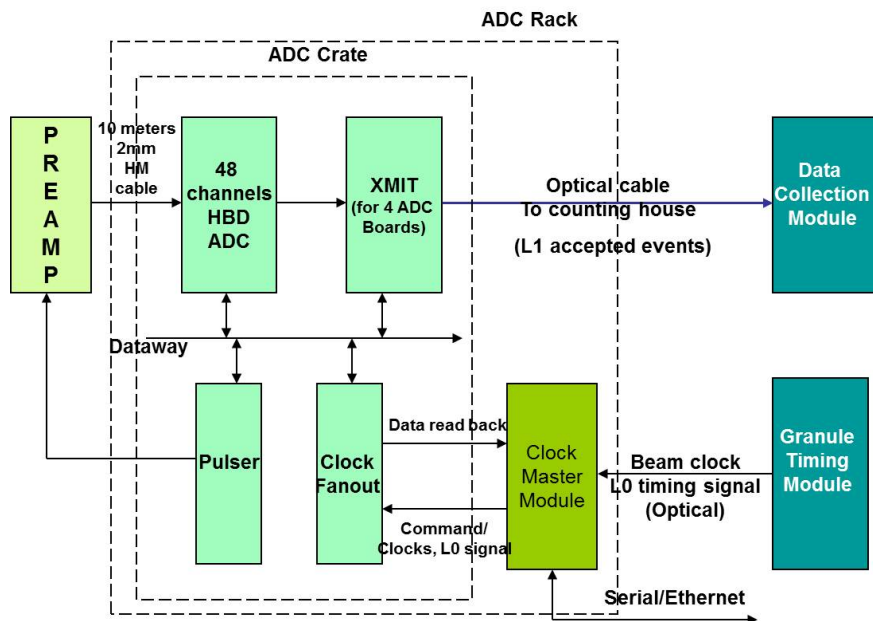 ADC Rack
ADC Crate
P
R
E
A
M
P
10 meters
2mm
HM
cable
48
channels
HBD
ADC
XMIT
(for 4 ADC
Boards)
Optical cable
To counting house
(L1 accepted events)
Data
Collection
Module
Dataway
Pulser
Clock
Fanout
Data read back
Command/
Clocks, L0 signal
Clock
Master
Module
Beam clock
L0 timing signal
(Optical)
Granule
Timing
Module
Serial/Ethernet